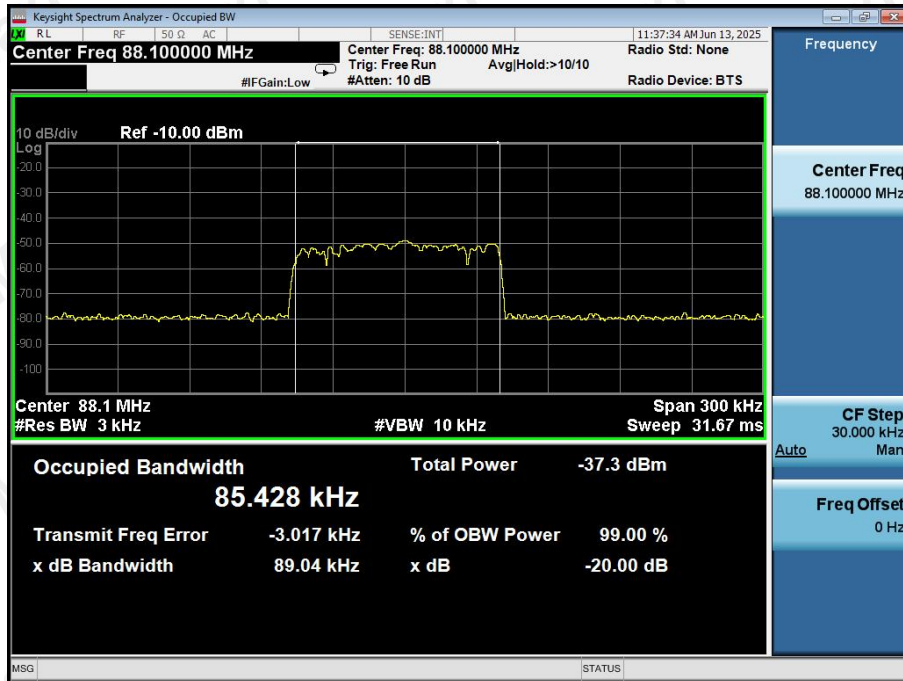 Keysight Spectrum Analyzer - Occupied BW
LXI RL RF 50 Ω AC SENSE:INT 11:37:34 AM Jun 13, 2025
Center Freq 88.100000 MHz
Center Freq: 88.100000 MHz Radio Std: None
Trig: Free Run Avg|Hold:>10/10
#IFGain:Low #Atten: 10 dB Radio Device: BTS
10 dB/div Ref -10.00 dBm
Log
-20.0
-30.0
-40.0
-50.0
-60.0
-70.0
-80.0
-90.0
-100
Center 88.1 MHz Span 300 kHz
#Res BW 3 kHz #VBW 10 kHz Sweep 31.67 ms
Occupied Bandwidth Total Power -37.3 dBm
85.428 kHz
Transmit Freq Error -3.017 kHz % of OBW Power 99.00 %
x dB Bandwidth 89.04 kHz x dB -20.00 dB
MSG STATUS
Frequency
Center Freq
88.100000 MHz
CF Step
30.000 kHz
Auto Man
Freq Offset
0 Hz